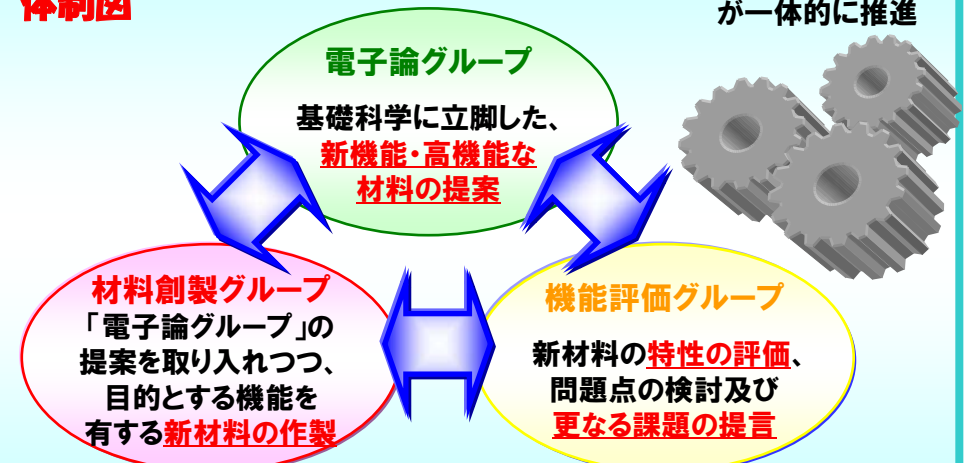 体制図
が一体的に推進
電子論グループ
基礎科学に立脚した、
新機能・高機能な
材料の提案
材料創製グループ
「電子論グループ」の
提案を取り入れつつ、
目的とする機能を
有する新材料の作製
機能評価グループ
新材料の特性の評価、
問題点の検討及び
更なる課題の提言